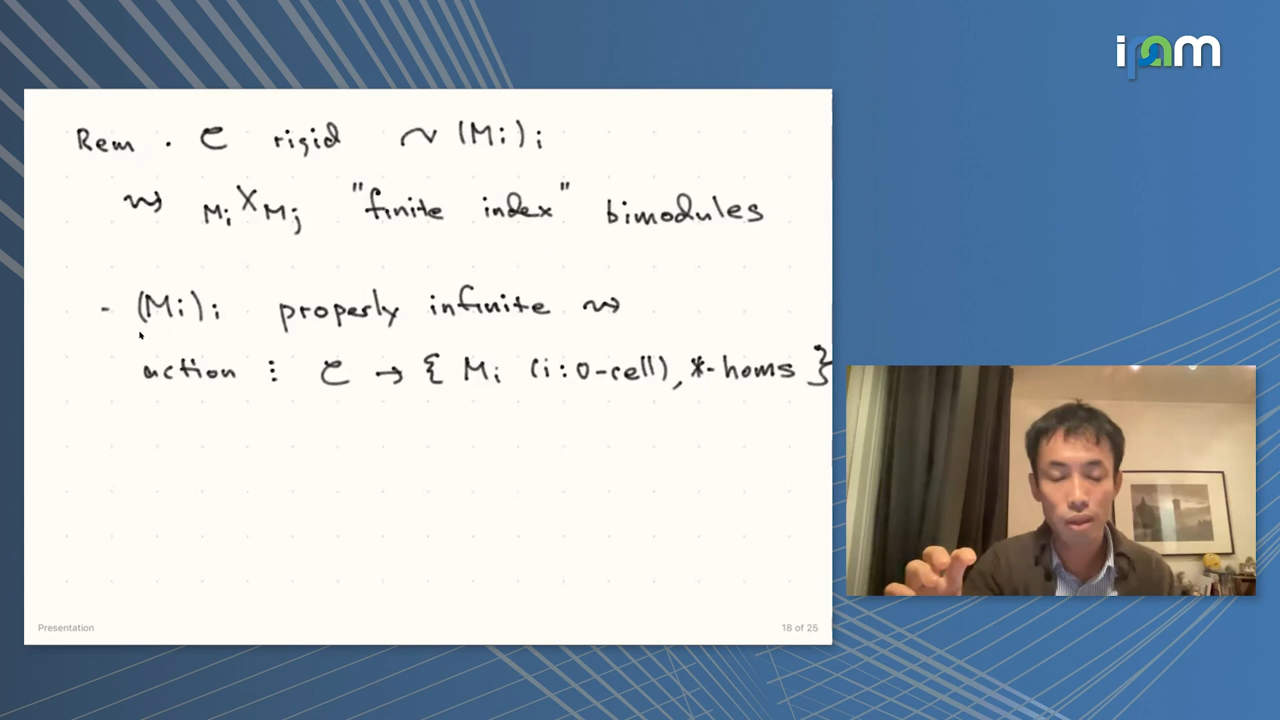 ipam
Rem . C rigid ~ (Mi)i
⇝ Mi X Mj "finite index" bimodules
- (Mi)i properly infinite ⇝
action : C → { Mi (i:0-cell), *-homs }
Presentation
18 of 25